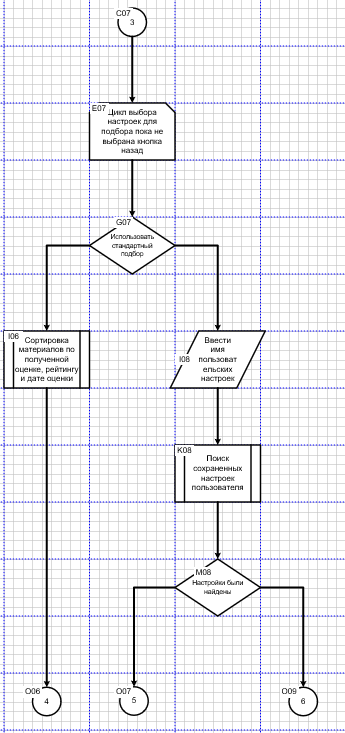 C07
3
E07
Цикл выбора
настроек для
подбора пока не
выбрана кнопка
назад
G07
Использовать
стандартный
подбор
I06
Сортировка
материалов по
полученной
оценке, рейтингу
и дате оценки
I08
Ввести
имя
пользоват
ельских
настроек
K08
Поиск
сохраненных
настроек
пользователя
M08
Настройки были
найдены
O06
4
O07
5
O09
6